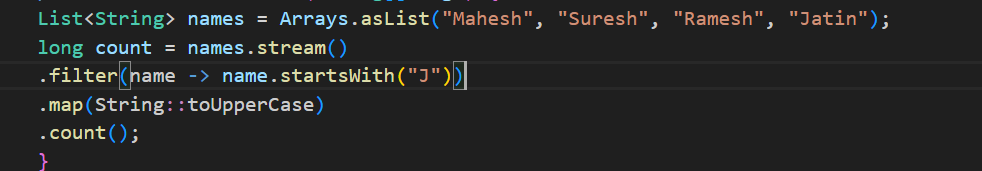 List<String> names = Arrays.asList("Mahesh", "Suresh", "Ramesh", "Jatin");
long count = names.stream()
.filter(name -> name.startsWith("J"))
.map(String::toUpperCase)
.count();
}